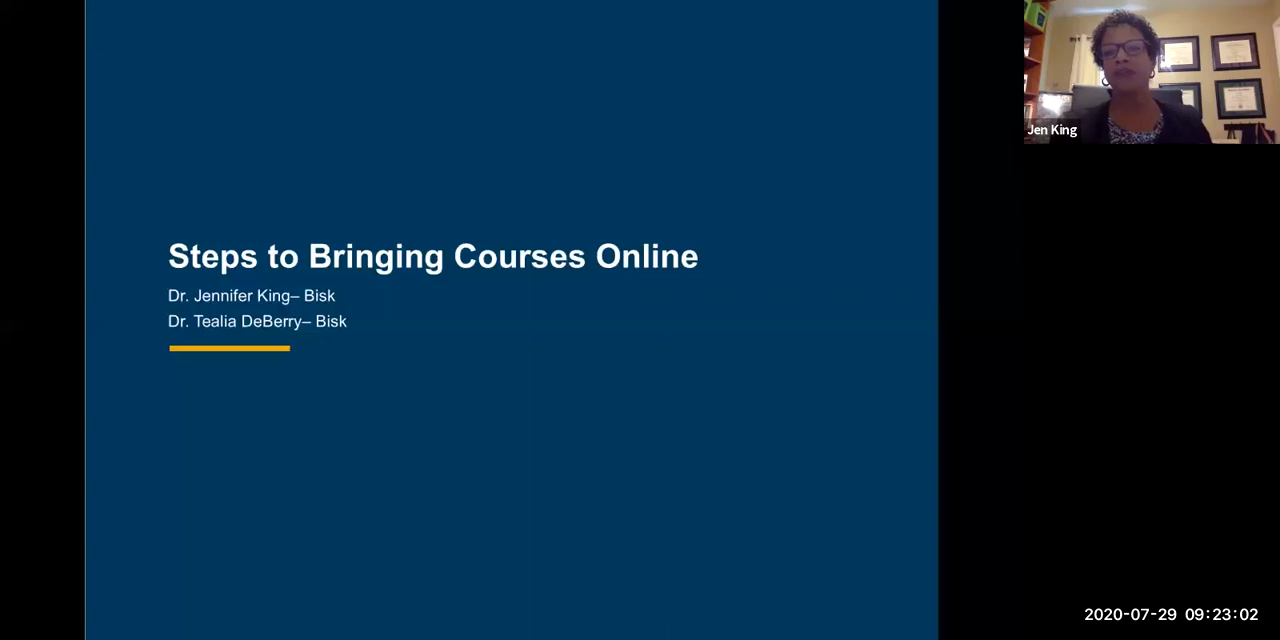 Steps to Bringing Courses Online
Dr. Jennifer King– Bisk
Dr. Tealia DeBerry– Bisk
Jen King
2020-07-29 09:23:02